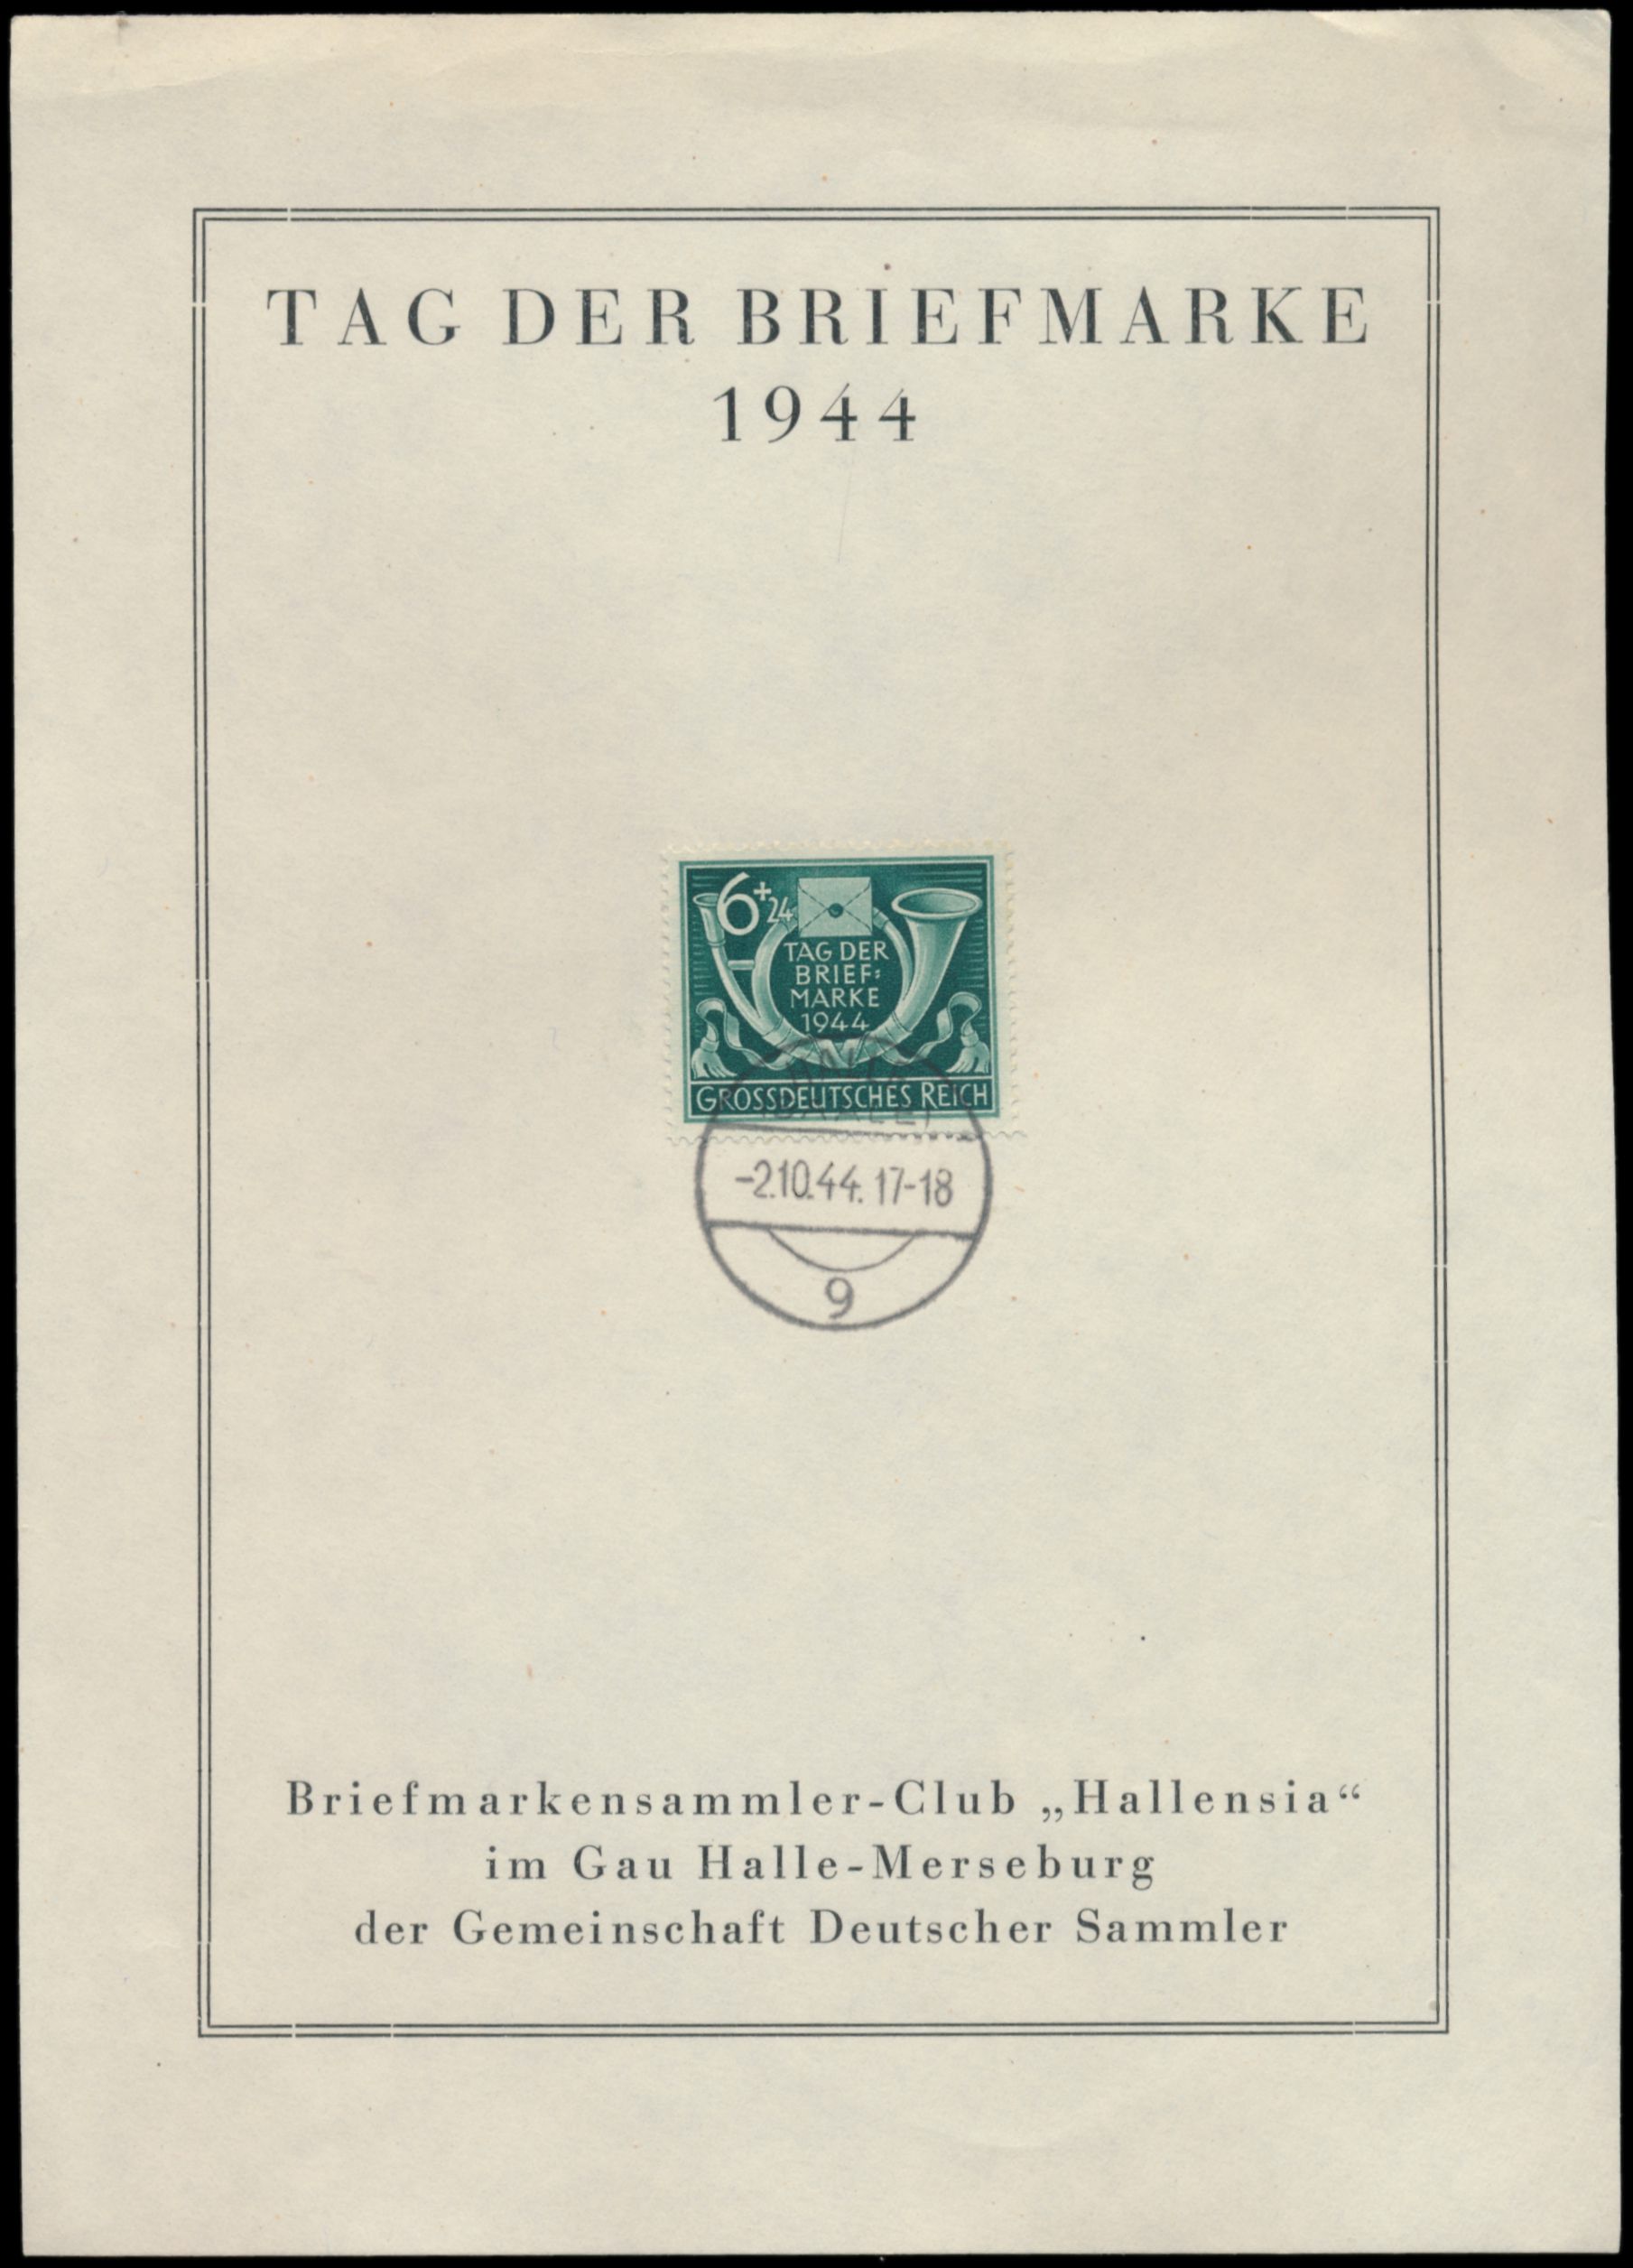 TAG DER BRIEFMARKE
1944
6+24
TAG DER
BRIEF=
MARKE
1944
GROSSDEUTSCHES REICH
-2.10.44.17-18
9
Briefmarkensammler-Club „Hallensia“
im Gau Halle-Merseburg
der Gemeinschaft Deutscher Sammler